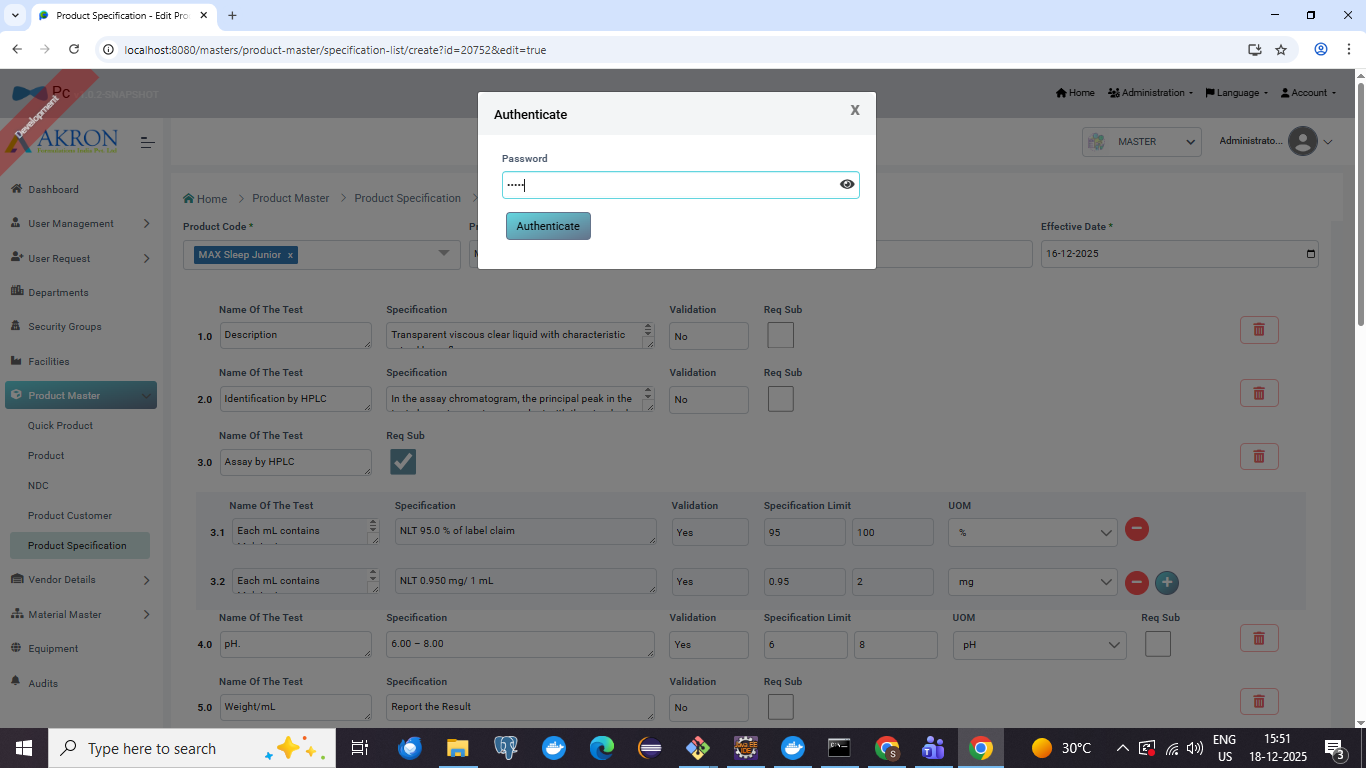 Product Specification - Edit Pro
localhost:8080/masters/product-master/specification-list/create?id=20752&edit=true
Pc
Development
Home Administration Language Account
AKRON
MASTER
Administrato...
Authenticate
X
Password
•••••
Authenticate
Dashboard
User Management
User Request
Departments
Security Groups
Facilities
Product Master
Quick Product
Product
NDC
Product Customer
Product Specification
Vendor Details
Material Master
Equipment
Audits
Home > Product Master > Product Specification >
Product Code *
MAX Sleep Junior x
Effective Date *
16-12-2025
Name Of The Test Specification Validation Req Sub
1.0 Description Transparent viscous clear liquid with characteristic No
Name Of The Test Specification Validation Req Sub
2.0 Identification by HPLC In the assay chromatogram, the principal peak in the No
Name Of The Test Req Sub
3.0 Assay by HPLC
Name Of The Test Specification Validation Specification Limit UOM
3.1 Each mL contains NLT 95.0 % of label claim Yes 95 100 %
3.2 Each mL contains NLT 0.950 mg/ 1 mL Yes 0.95 2 mg
Name Of The Test Specification Validation Specification Limit UOM Req Sub
4.0 pH. 6.00 – 8.00 Yes 6 8 pH
Name Of The Test Specification Validation Req Sub
5.0 Weight/mL Report the Result No
Type here to search
30°C
ENG
US
15:51
18-12-2025
3